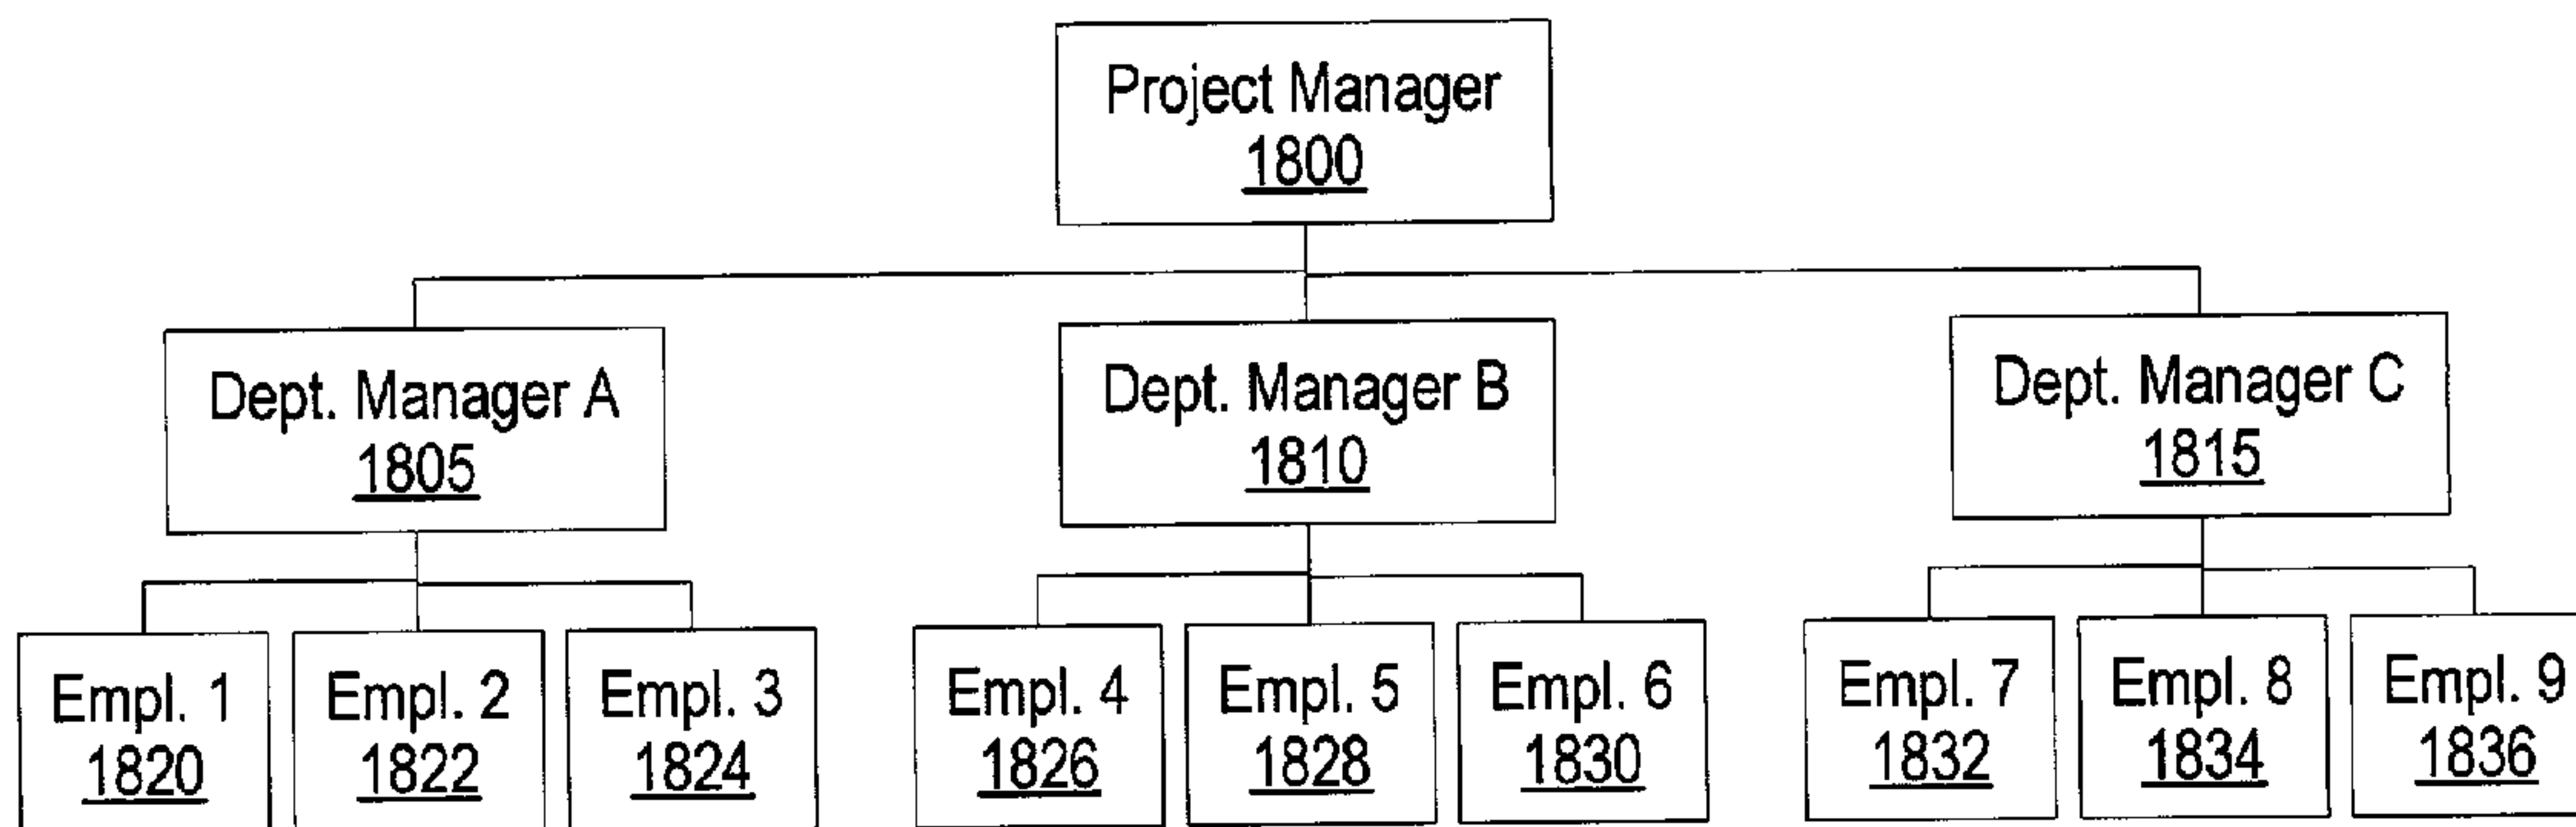 Project Manager
1800
Dept. Manager A
1805
Dept. Manager B
1810
Dept. Manager C
1815
Empl. 1
1820
Empl. 2
1822
Empl. 3
1824
Empl. 4
1826
Empl. 5
1828
Empl. 6
1830
Empl. 7
1832
Empl. 8
1834
Empl. 9
1836